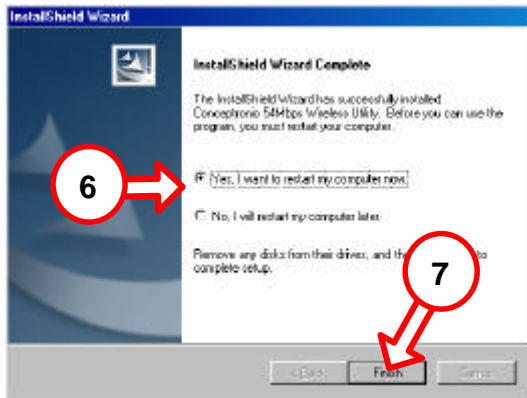 InstallShield Wizard
InstallShield Wizard Complete
The InstallShield Wizard has successfully installed
Conceptronic 54Mbps Wireless Utility. Before you can use the
program, you must restart your computer.
6
Yes, I want to restart my computer now.
No, I will restart my computer later.
Remove any disks from their drives, and to
complete setup.
7
< Back
Finish
Cancel